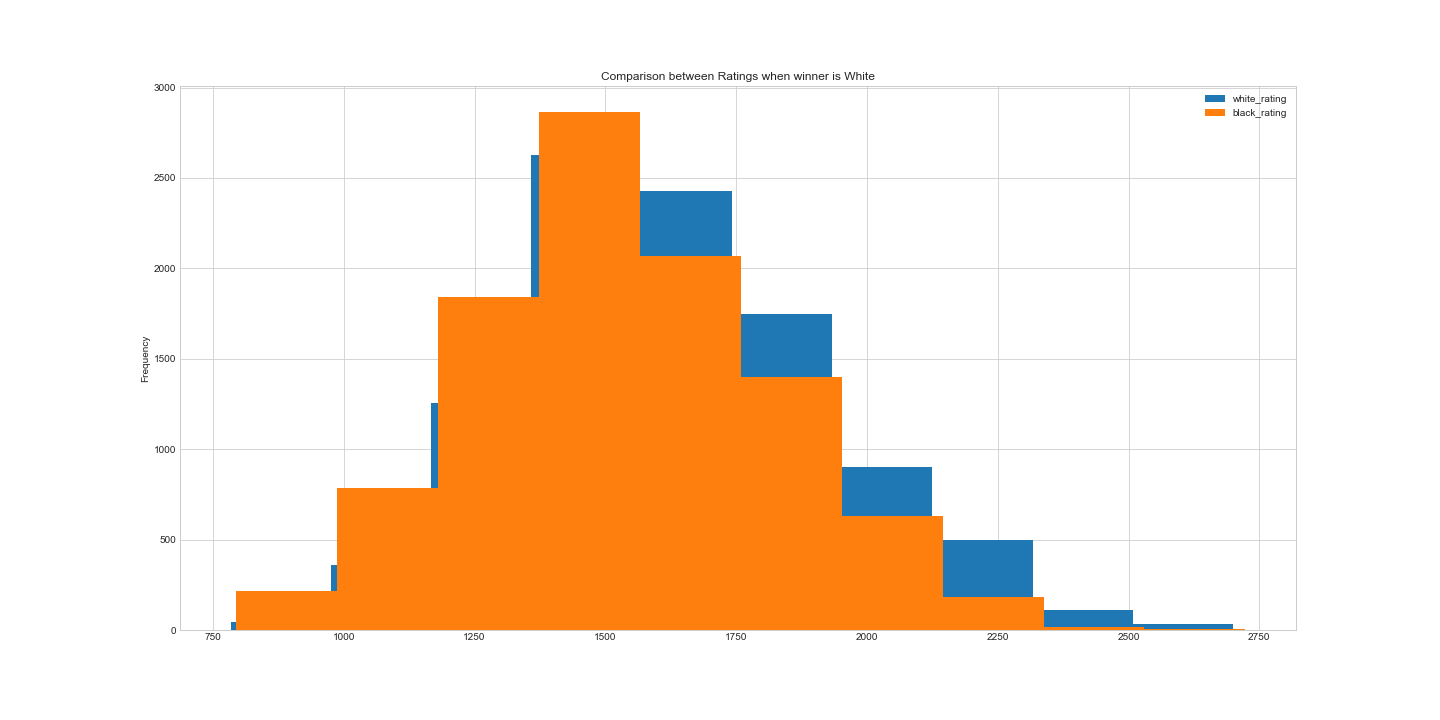 Comparison between Ratings when winner is White
white_rating
black_rating
Frequency
3000
2500
2000
1500
1000
500
0
750 1000 1250 1500 1750 2000 2250 2500 2750